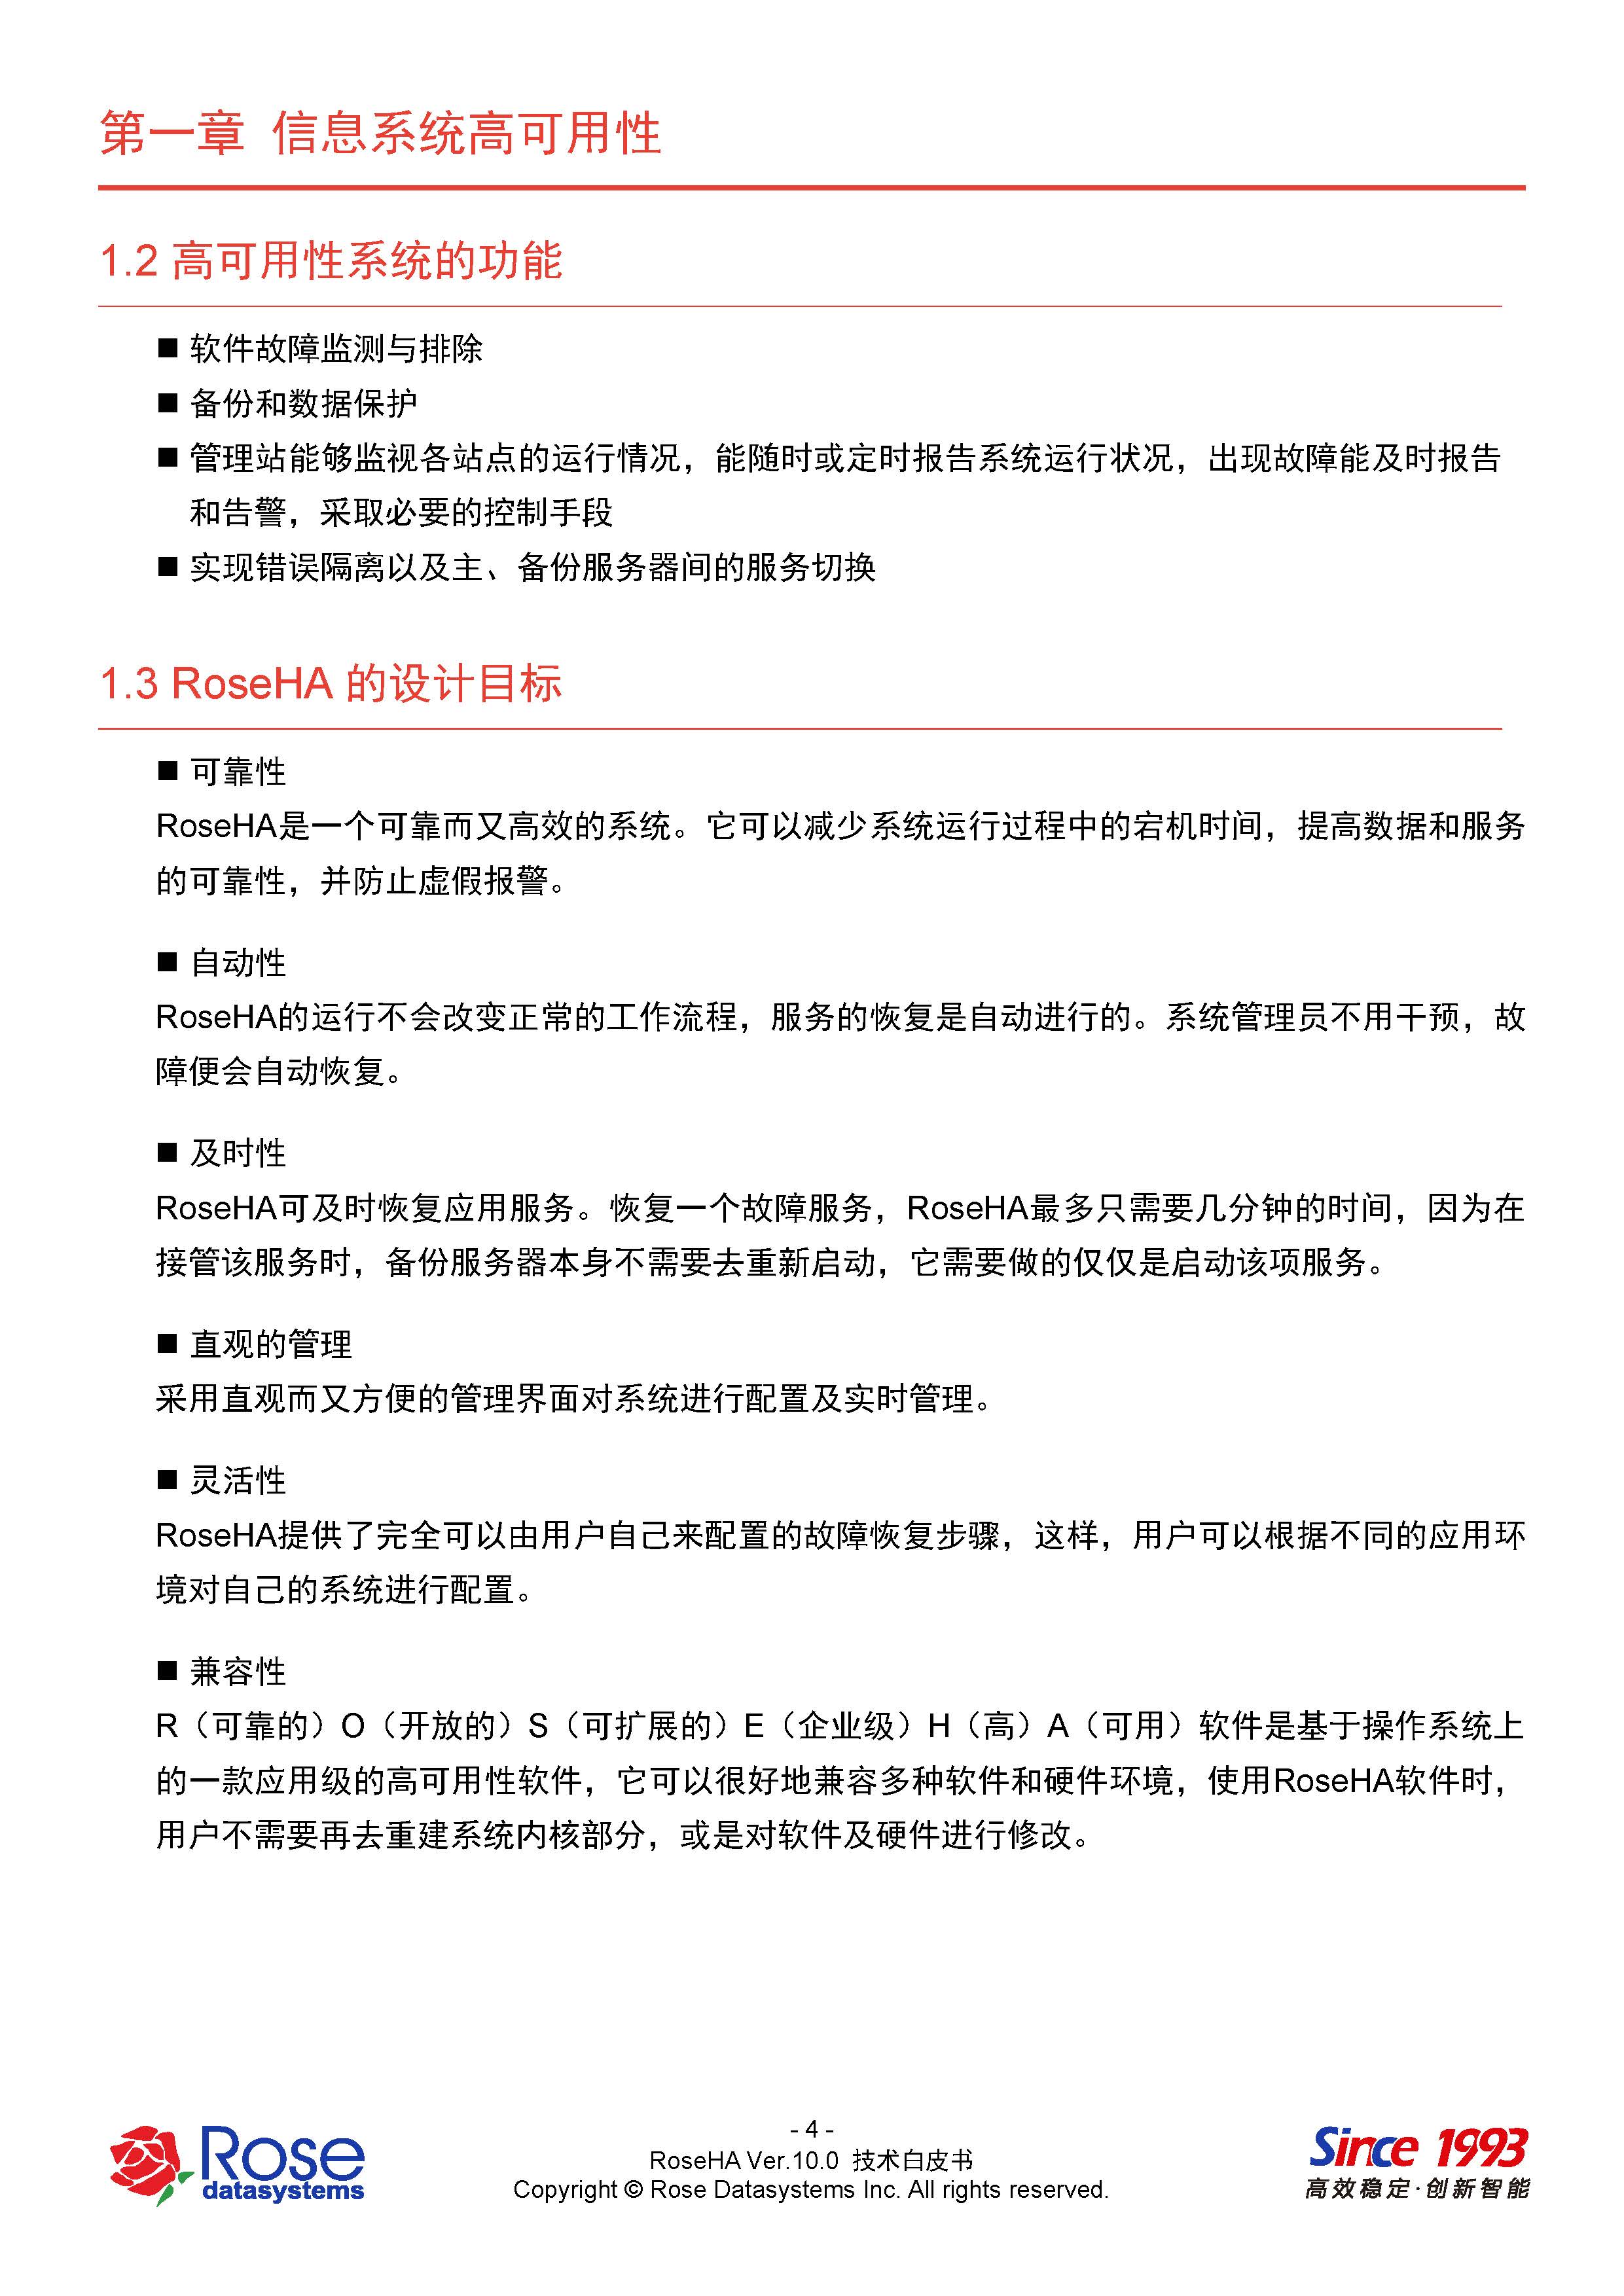 第一章 信息系统高可用性
1.2 高可用性系统的功能
■ 软件故障监测与排除
■ 备份和数据保护
■ 管理站能够监视各站点的运行情况，能随时或定时报告系统运行状况，出现故障能及时报告
和告警，采取必要的控制手段
■ 实现错误隔离以及主、备份服务器间的服务切换
1.3 RoseHA 的设计目标
■ 可靠性
RoseHA是一个可靠而又高效的系统。它可以减少系统运行过程中的宕机时间，提高数据和服务
的可靠性，并防止虚假报警。
■ 自动性
RoseHA的运行不会改变正常的工作流程，服务的恢复是自动进行的。系统管理员不用干预，故
障便会自动恢复。
■ 及时性
RoseHA可及时恢复应用服务。恢复一个故障服务，RoseHA最多只需要几分钟的时间，因为在
接管该服务时，备份服务器本身不需要去重新启动，它需要做的仅仅是启动该项服务。
■ 直观的管理
采用直观而又方便的管理界面对系统进行配置及实时管理。
■ 灵活性
RoseHA提供了完全可以由用户自己来配置的故障恢复步骤，这样，用户可以根据不同的应用环
境对自己的系统进行配置。
■ 兼容性
R（可靠的）O（开放的）S（可扩展的）E（企业级）H（高）A（可用）软件是基于操作系统上
的一款应用级的高可用性软件，它可以很好地兼容多种软件和硬件环境，使用RoseHA软件时，
用户不需要再去重建系统内核部分，或是对软件及硬件进行修改。
Rose
datasystems
- 4 -
RoseHA Ver.10.0 技术白皮书
Copyright © Rose Datasystems Inc. All rights reserved.
Since 1993
高效稳定·创新智能